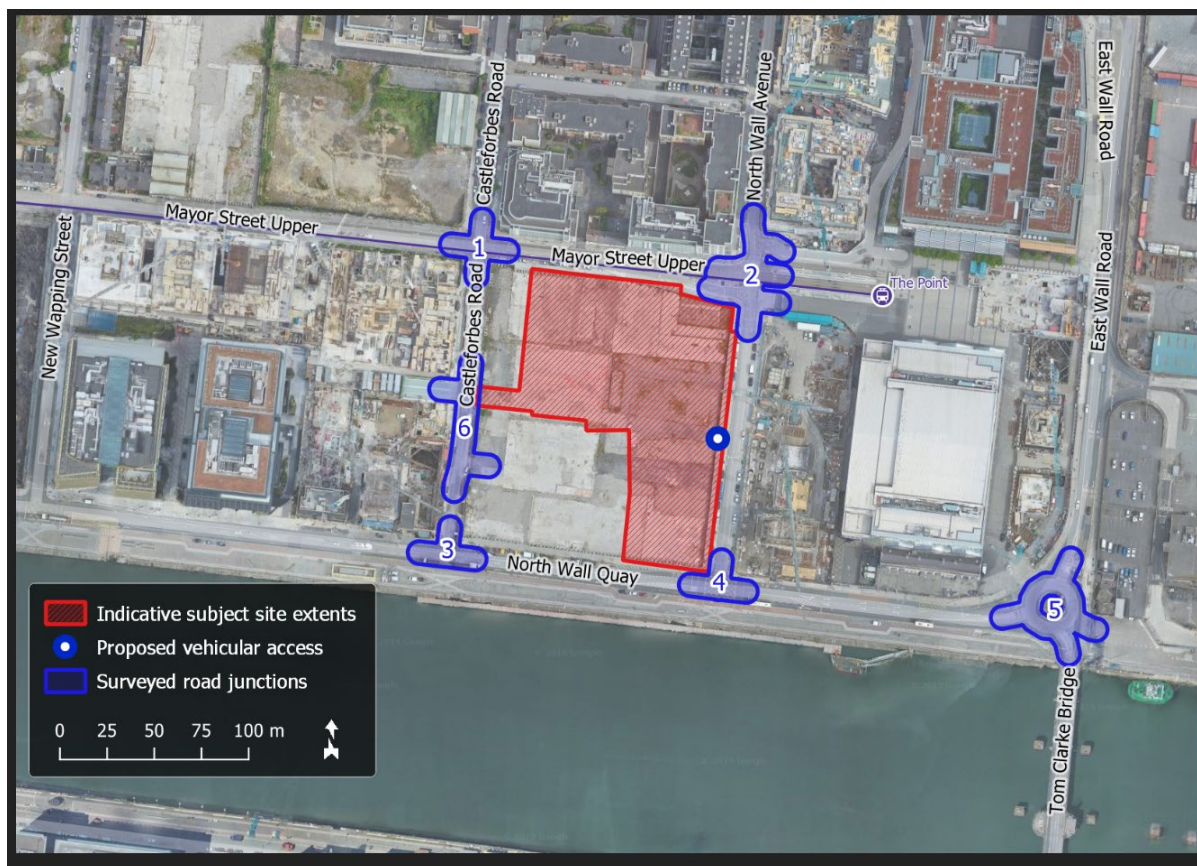 Castleforbes Road
North Wall Avenue
East Wall Road
Mayor Street Upper
New Wapping Street
1
Mayor Street Upper
2
The Point
Castleforbes Road
East Wall Road
6
3
North Wall Quay
4
5
Tom Clarke Bridge
Indicative subject site extents
Proposed vehicular access
Surveyed road junctions
0 25 50 75 100 m